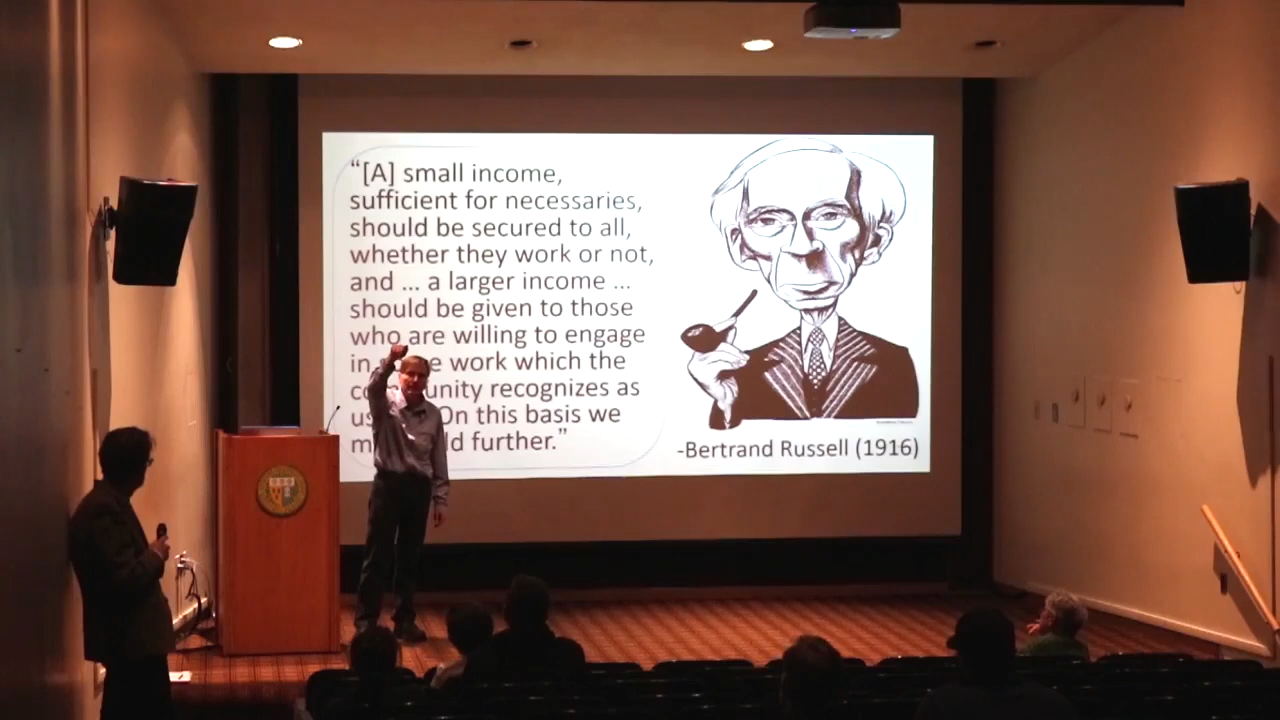 “[A] small income,
sufficient for necessaries,
should be secured to all,
whether they work or not,
and ... a larger income ...
should be given to those
who are willing to engage
in work which the
recognizes as
On this basis we
further.”
-Bertrand Russell (1916)